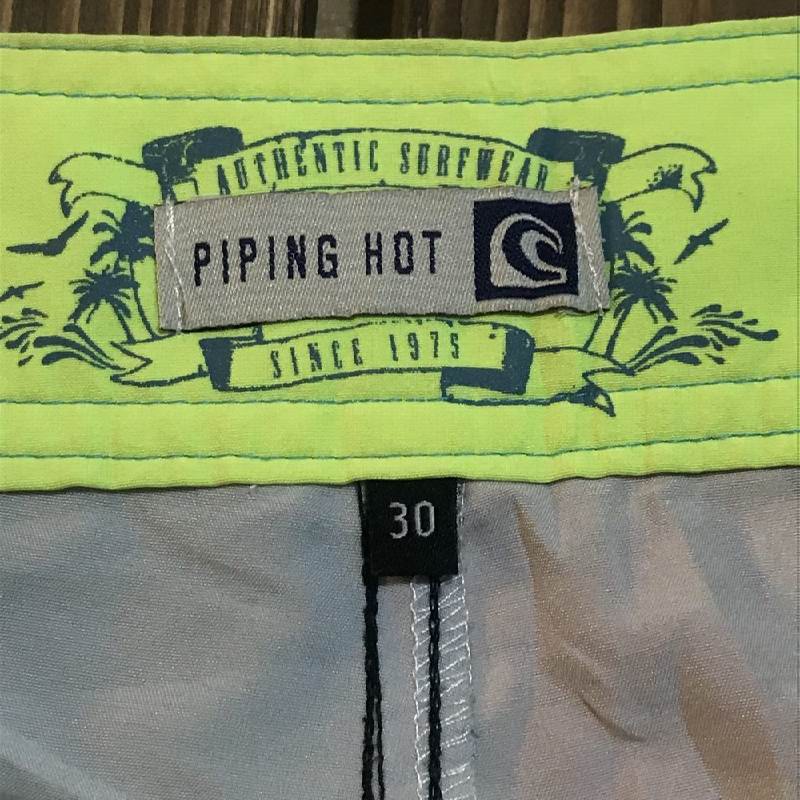 AUTHENTIC SURFWEAR
PIPING HOT
SINCE 1975
30